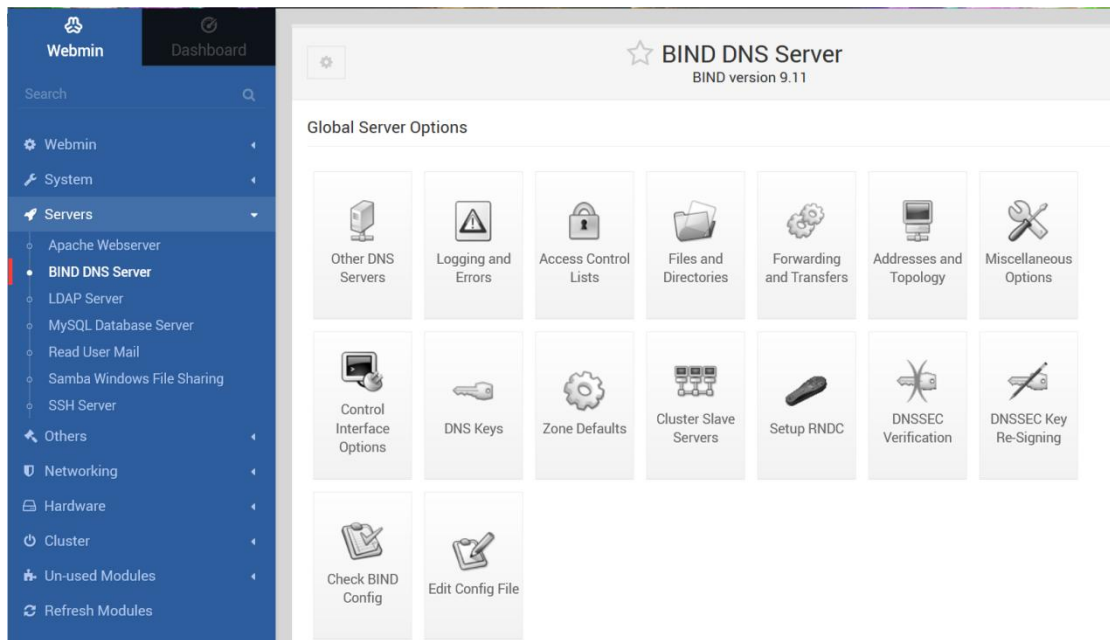 Webmin
Dashboard
Search
Webmin
System
Servers
Apache Webserver
BIND DNS Server
LDAP Server
MySQL Database Server
Read User Mail
Samba Windows File Sharing
SSH Server
Others
Networking
Hardware
Cluster
Un-used Modules
Refresh Modules
BIND DNS Server
BIND version 9.11
Global Server Options
Other DNS
Servers
Logging and
Errors
Access Control
Lists
Files and
Directories
Forwarding
and Transfers
Addresses and
Topology
Miscellaneous
Options
Control
Interface
Options
DNS Keys
Zone Defaults
Cluster Slave
Servers
Setup RNDC
DNSSEC
Verification
DNSSEC Key
Re-Signing
Check BIND
Config
Edit Config File